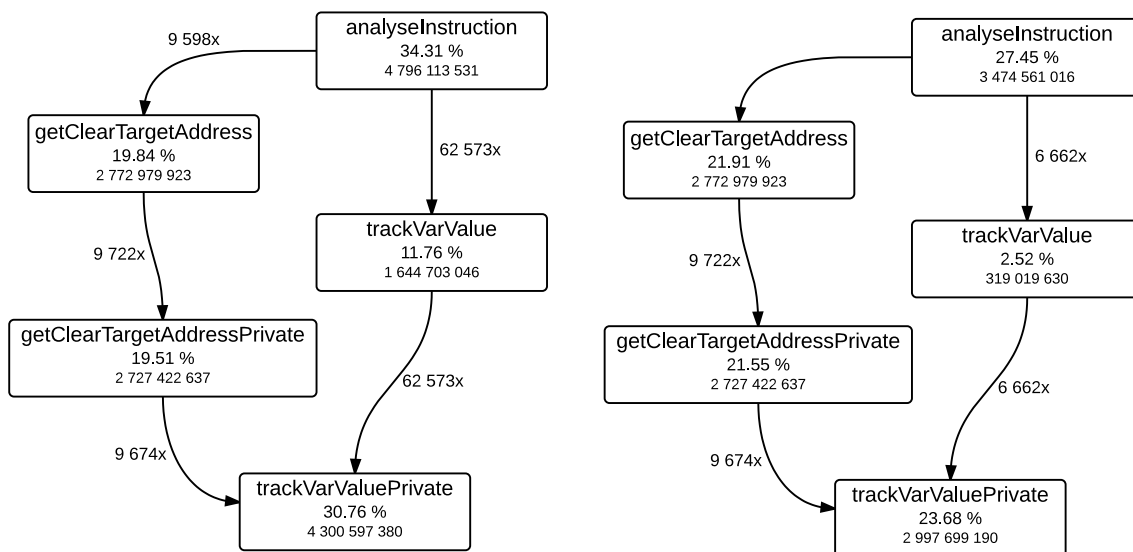 analyseInstruction
34.31 %
4 796 113 531
9 598x
getClearTargetAddress
19.84 %
2 772 979 923
62 573x
trackVarValue
11.76 %
1 644 703 046
9 722x
getClearTargetAddressPrivate
19.51 %
2 727 422 637
62 573x
9 674x
trackVarValuePrivate
30.76 %
4 300 597 380
analyseInstruction
27.45 %
3 474 561 016
getClearTargetAddress
21.91 %
2 772 979 923
6 662x
trackVarValue
2.52 %
319 019 630
9 722x
getClearTargetAddressPrivate
21.55 %
2 727 422 637
6 662x
9 674x
trackVarValuePrivate
23.68 %
2 997 699 190